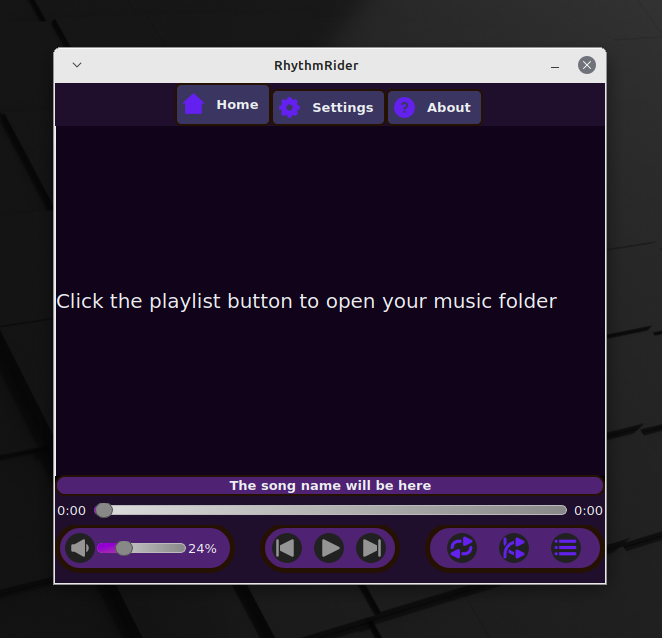 RhythmRider
Home Settings About
Click the playlist button to open your music folder
The song name will be here
0:00 0:00
24%